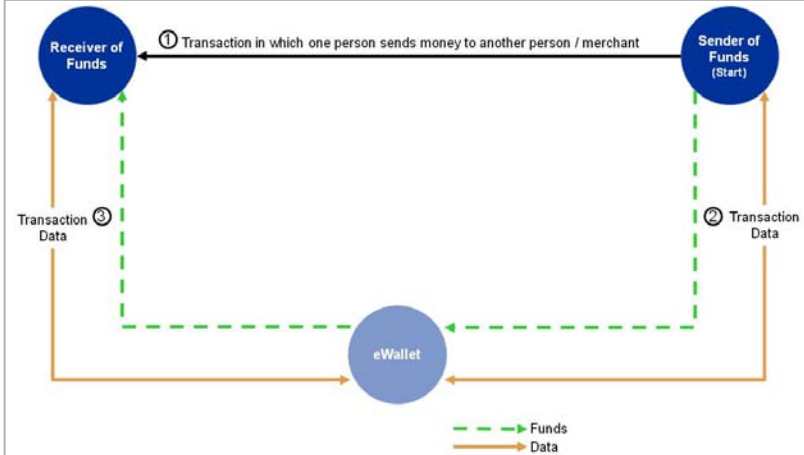 Receiver of
Funds
① Transaction in which one person sends money to another person / merchant
Sender of
Funds
(Start)
Transaction ③
Data
② Transaction
Data
eWallet
Funds
Data